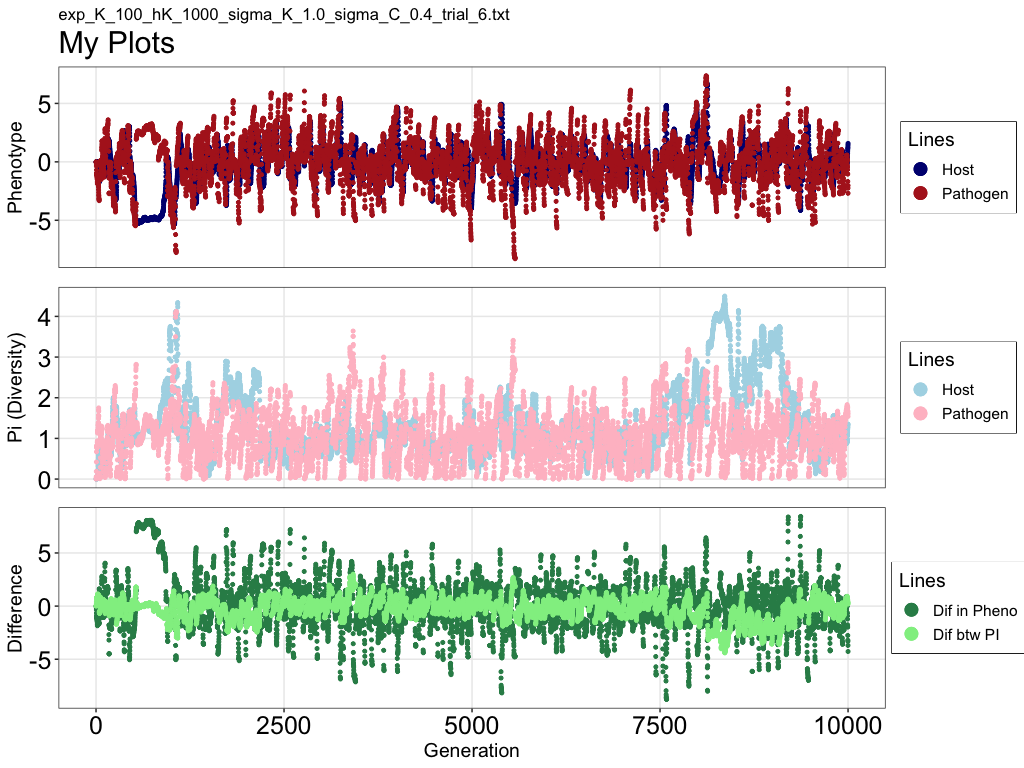 exp_K_100_hK_1000_sigma_K_1.0_sigma_C_0.4_trial_6.txt
My Plots
Phenotype
5
0
-5
Lines
Host
Pathogen
Pi (Diversity)
4
3
2
1
0
Lines
Host
Pathogen
Difference
5
0
-5
Lines
Dif in Pheno
Dif btw PI
0 2500 5000 7500 10000
Generation